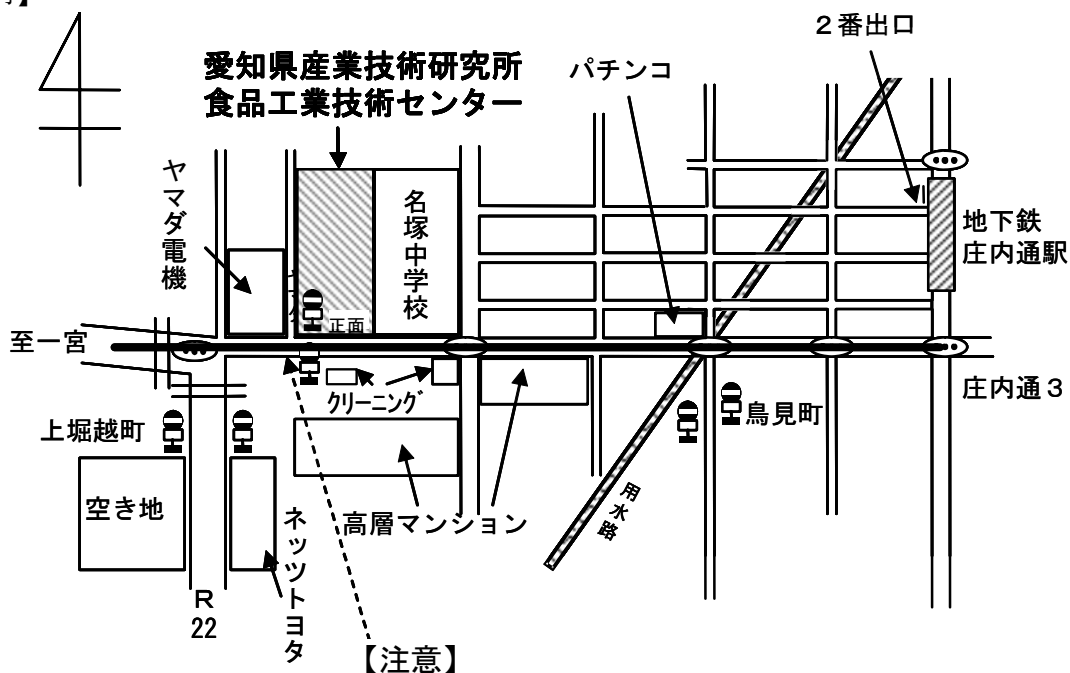 ２番出口
愛知県産業技術研究所
食品工業技術センター
パチンコ
ヤマダ電機
名塚中学校
地下鉄
庄内通駅
正面
至一宮
クリーニング
庄内通３
上堀越町
鳥見町
空き地
高層マンション
用水路
ネッツトヨタ
R
22
【注意】